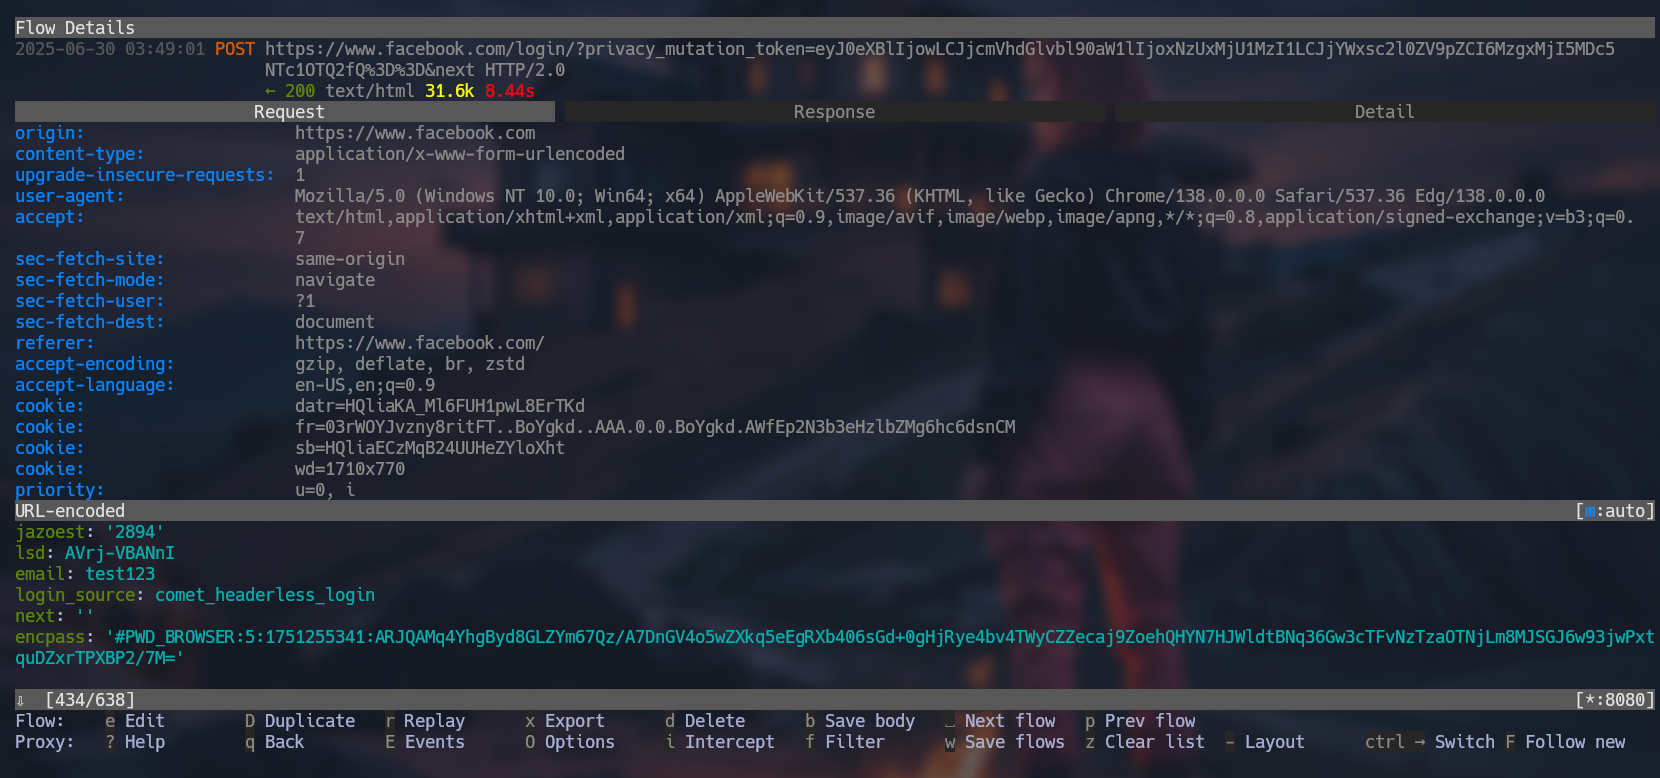 Flow Details
2025-06-30 03:49:01 POST https://www.facebook.com/login/?privacy_mutation_token=eyJ0eXBlIjowLCJjcmVhdGlvbl90aW1lIjoxNzUxMjU1MzI1LCJjYWxsc2l0ZV9pZCI6MzgxMjI5MDc5
NTc1OTQ2fQ%3D%3D&next HTTP/2.0
← 200 text/html 31.6k 8.44s
Request Response Detail
origin: https://www.facebook.com
content-type: application/x-www-form-urlencoded
upgrade-insecure-requests: 1
user-agent: Mozilla/5.0 (Windows NT 10.0; Win64; x64) AppleWebKit/537.36 (KHTML, like Gecko) Chrome/138.0.0.0 Safari/537.36 Edg/138.0.0.0
accept: text/html,application/xhtml+xml,application/xml;q=0.9,image/avif,image/webp,image/apng,*/*;q=0.8,application/signed-exchange;v=b3;q=0.
7
sec-fetch-site: same-origin
sec-fetch-mode: navigate
sec-fetch-user: ?1
sec-fetch-dest: document
referer: https://www.facebook.com/
accept-encoding: gzip, deflate, br, zstd
accept-language: en-US,en;q=0.9
cookie: datr=HQliaKA_Ml6FUH1pwL8ErTKd
cookie: fr=03rWOYJvzny8ritFT..BoYgkd..AAA.0.0.BoYgkd.AWfEp2N3b3eHzlbZMg6hc6dsnCM
cookie: sb=HQliaECzMqB24UUHeZYloXht
cookie: wd=1710x770
priority: u=0, i
URL-encoded [m:auto]
jazoest: '2894'
lsd: AVrj-VBANnI
email: test123
login_source: comet_headerless_login
next: ''
encpass: '#PWD_BROWSER:5:1751255341:ARJQAMq4YhgByd8GLZYm67Qz/A7DnGV4o5wZXkq5eEgRXb406sGd+0gHjRye4bv4TWyCZZecaj9ZoehQHYN7HJWldtBNq36Gw3cTFvNzTzaOTNjLm8MJSGJ6w93jwPxt
quDZxrTPXBP2/7M='
⇩ [434/638] [*:8080]
Flow: e Edit D Duplicate r Replay x Export d Delete b Save body ␣ Next flow p Prev flow
Proxy: ? Help q Back E Events O Options i Intercept f Filter w Save flows z Clear list - Layout ctrl → Switch F Follow new